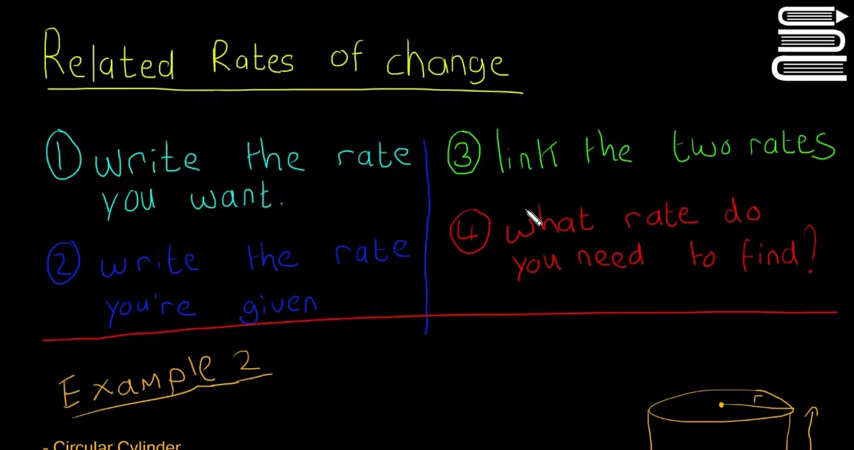 Related Rates of change
① write the rate
you want.
② write the rate
you're given
③ link the two rates
④ what rate do
you need to find?
Example 2
- Circular Cylinder
r